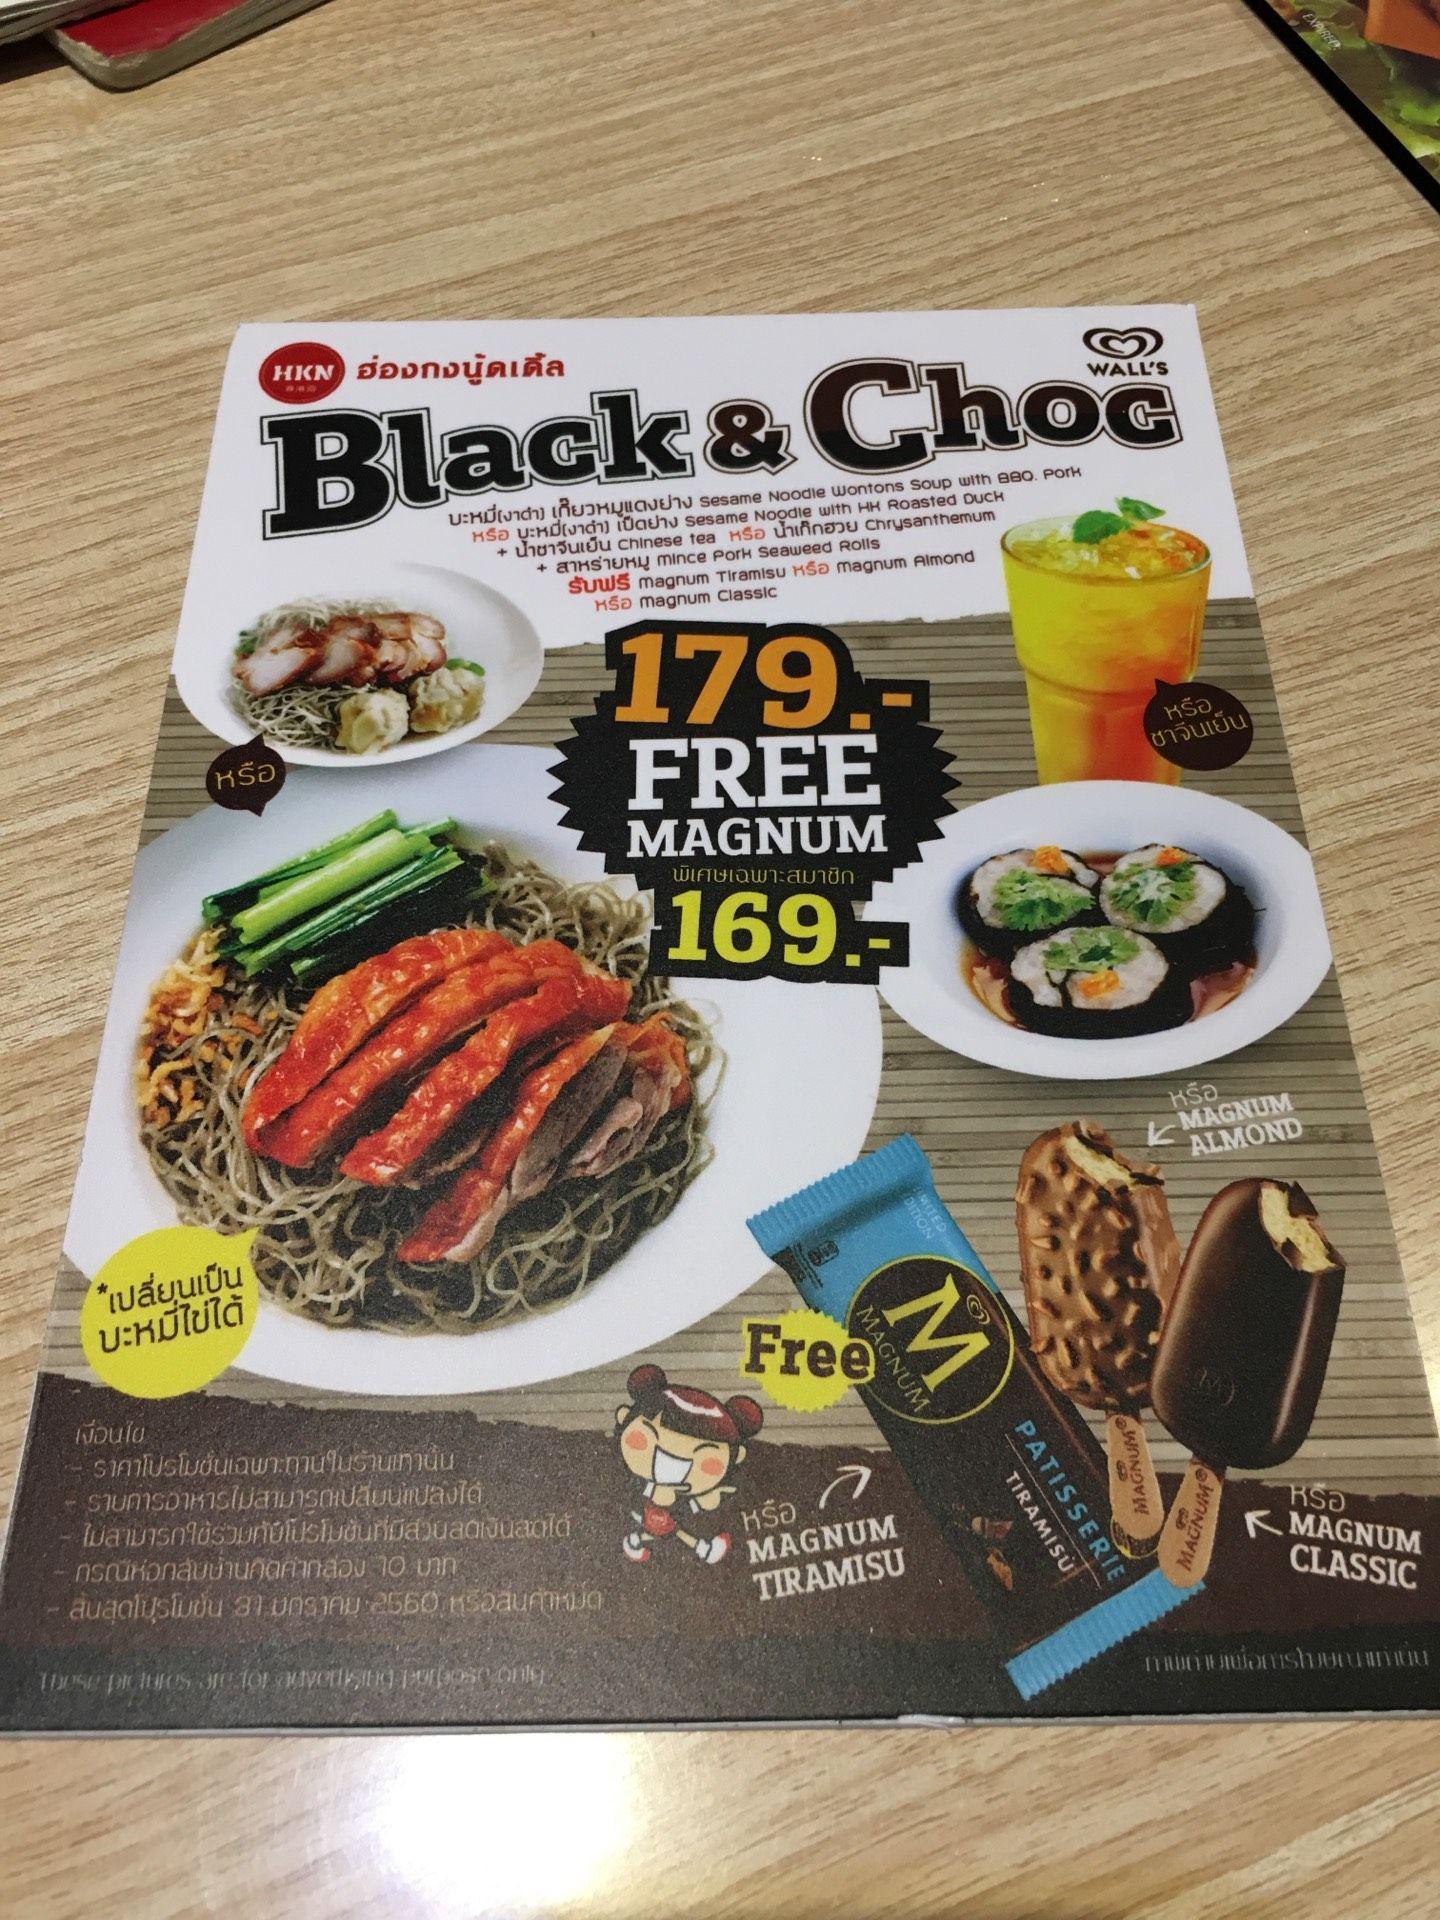 EXPIRED:
HKN ฮ่องกงนู้ดเดิ้ล
WALL'S
Black & Choc
บะหมี่(งาดำ) เกี๊ยวหมูแดงย่าง Sesame Noodle Wontons Soup with BBQ. Pork
หรือ บะหมี่(งาดำ) เป็ดย่าง Sesame Noodle with HK Roasted Duck
+ น้ำชาจีนเย็น Chinese tea หรือ น้ำเก๊กฮวย Chrysanthemum
+ สาหร่ายหมู Mince Pork Seaweed Rolls
รับฟรี Magnum Tiramisu หรือ Magnum Almond
หรือ Magnum Classic
179.-
FREE
MAGNUM
พิเศษเฉพาะสมาชิก
169.-
หรือ
หรือ
ชาจีนเย็น
*เปลี่ยนเป็น
บะหมี่ไข่ได้
หรือ
MAGNUM
ALMOND
LIMITED
EDITION
M
MAGNUM
PATISSERIE
TIRAMISÙ
Free
MAGNUM
MAGNUM
หรือ
MAGNUM
TIRAMISU
หรือ
MAGNUM
CLASSIC
เงื่อนไข
- ราคาโปรโมชั่นเฉพาะทานในร้านเท่านั้น
- รายการอาหารไม่สามารถเปลี่ยนแปลงได้
- ไม่สามารถใช้ร่วมกับโปรโมชั่นที่มีส่วนลดเงินสดได้
- กรณีห่อกลับบ้านคิดค่ากล่อง 10 บาท
- สิ้นสุดโปรโมชั่น 31 มกราคม 2560 หรือสินค้าหมด
These pictures are for advertising purpose only
ภาพถ่ายเพื่อการโฆษณาเท่านั้น